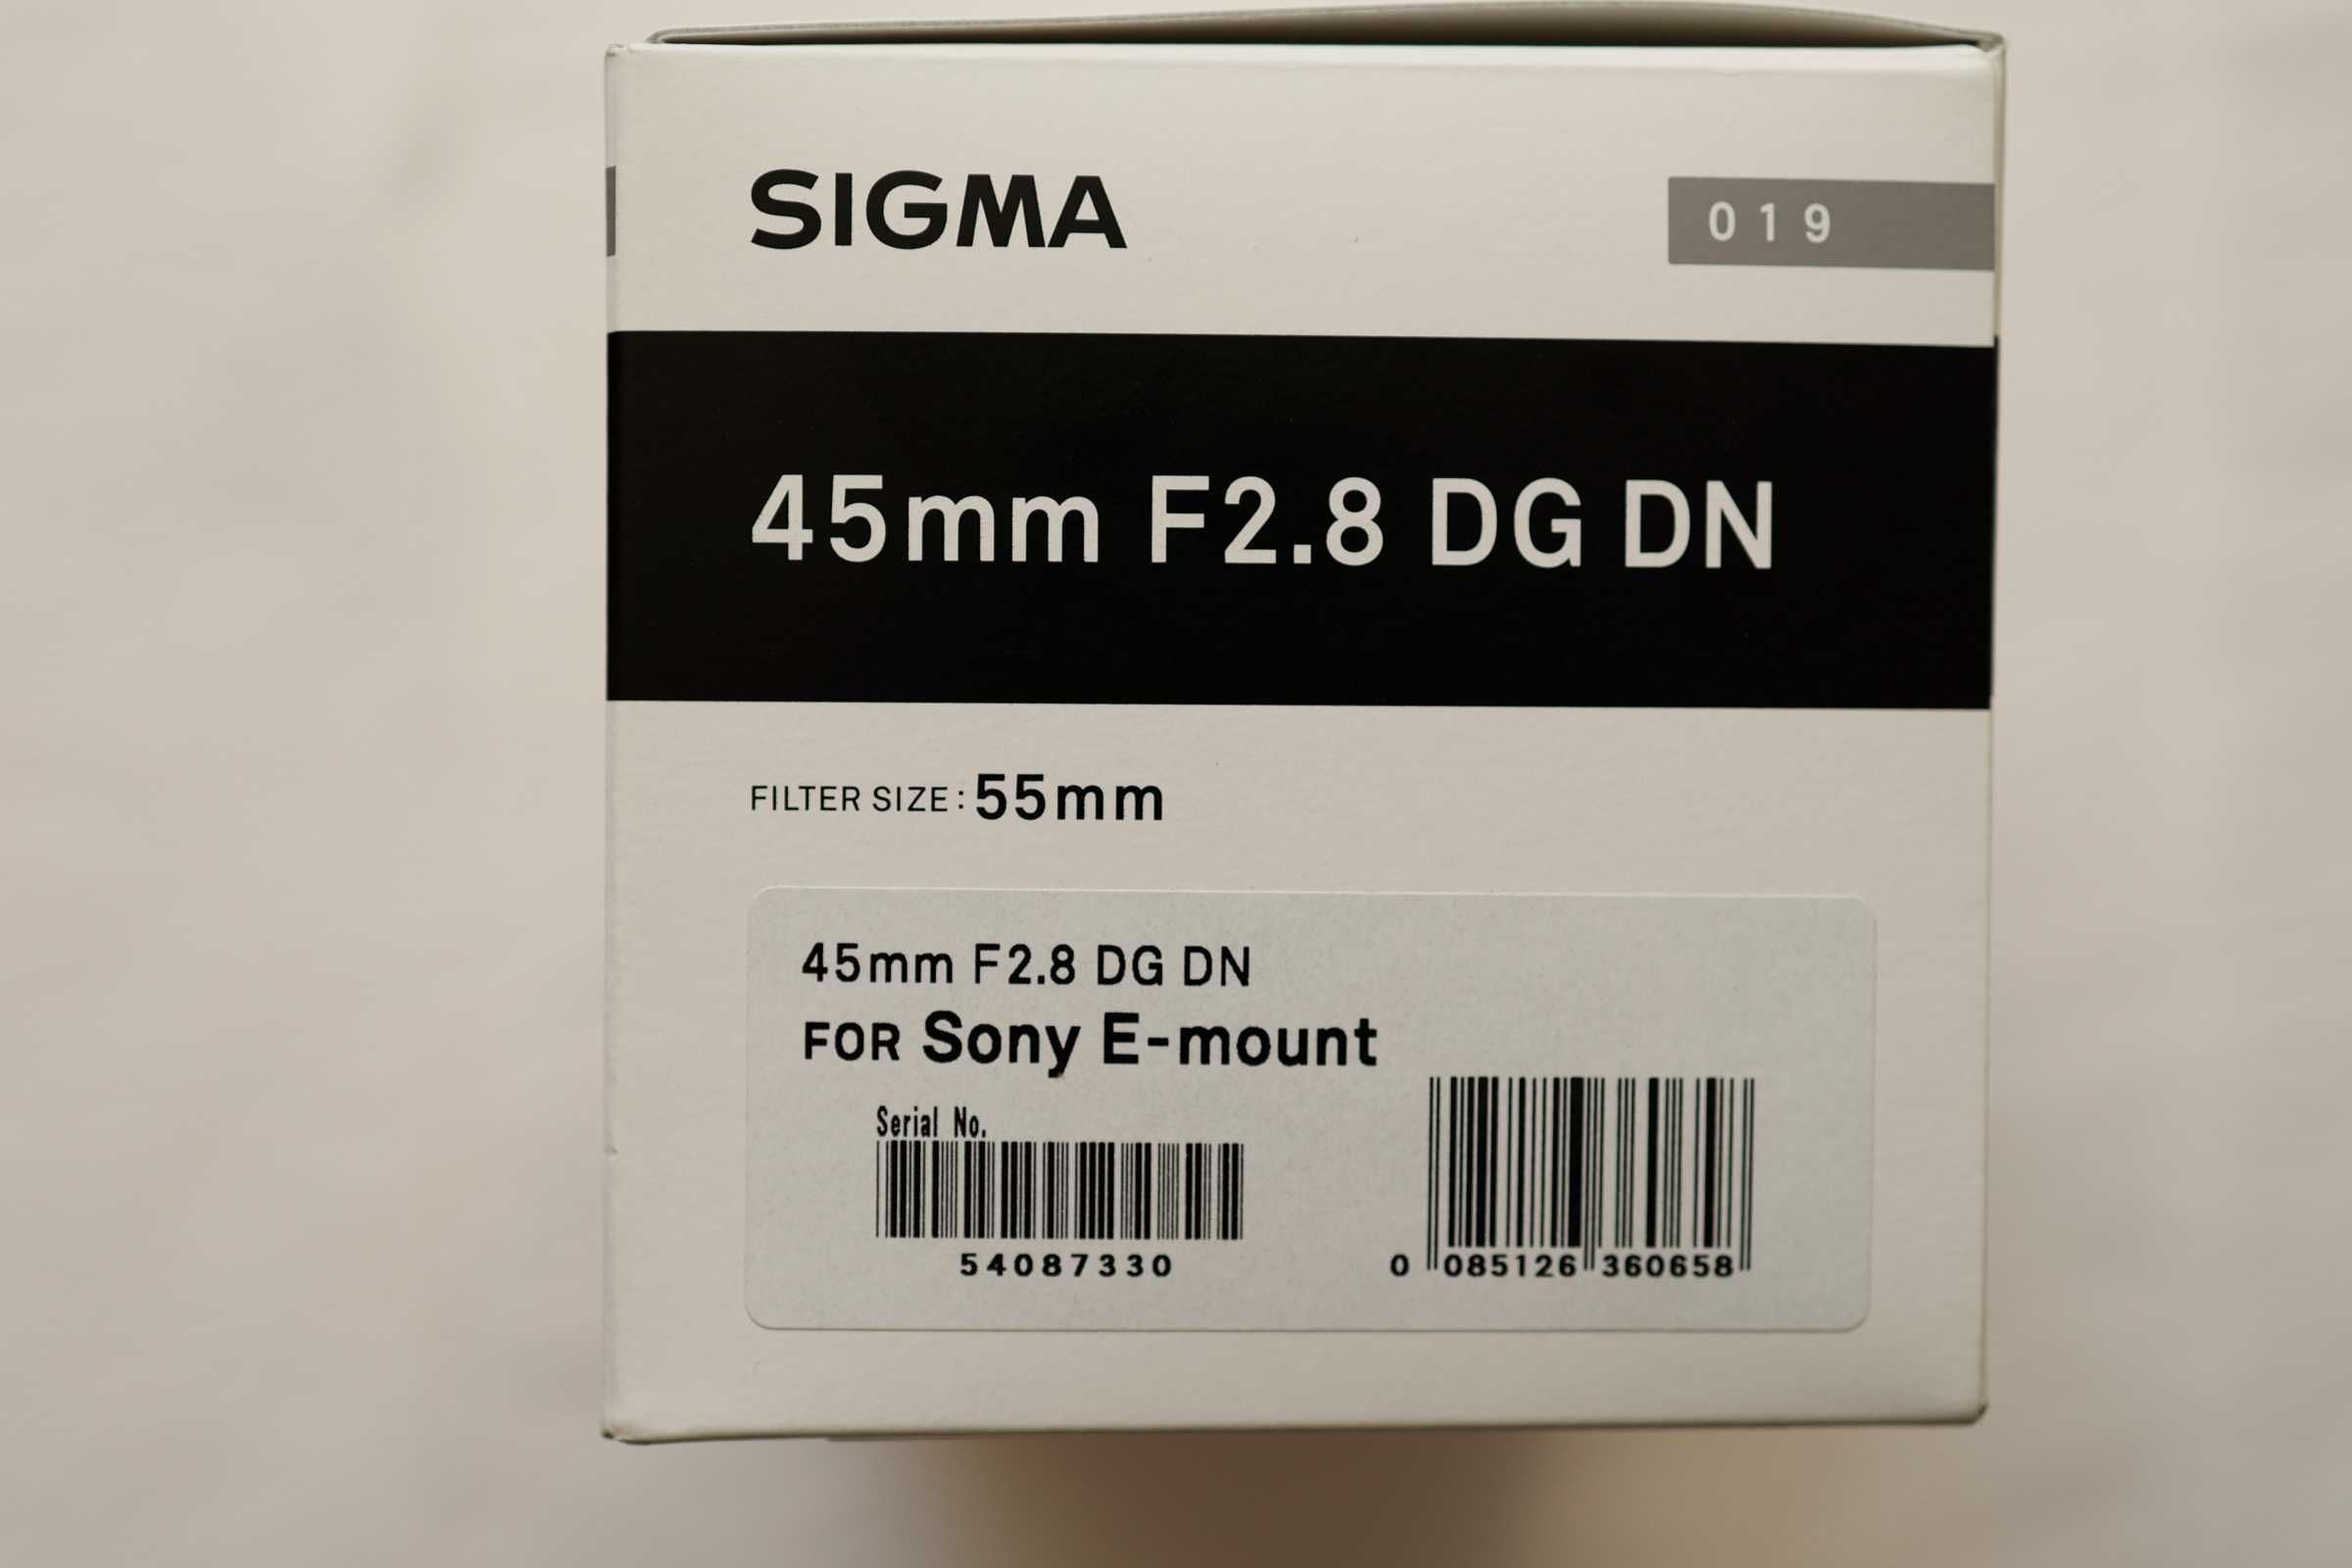 SIGMA
019
45mm F2.8 DG DN
FILTER SIZE: 55mm
45mm F2.8 DG DN
FOR Sony E-mount
Serial No.
54087330
0 085126 360658